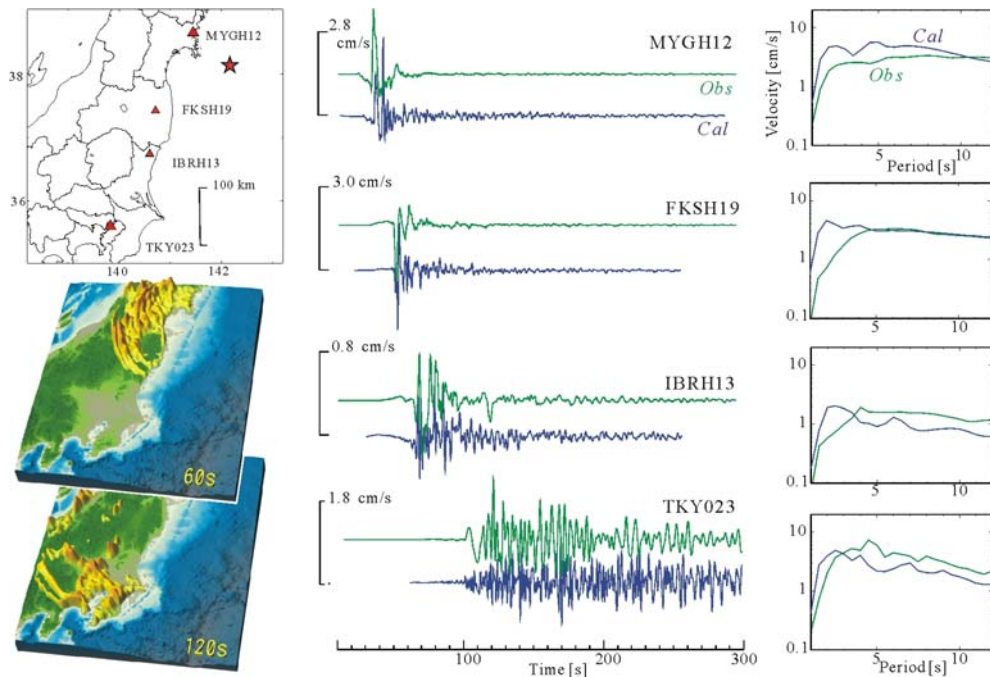 MYGH12
38
FKSH19
IBRH13
100 km
36
TKY023
140
142
60s
120s
2.8
cm/s
MYGH12
Obs
Cal
3.0 cm/s
FKSH19
0.8 cm/s
IBRH13
1.8 cm/s
TKY023
100
200
300
Time [s]
Velocity [cm/s]
10
1
0.1
Cal
Obs
5
10
Period [s]
10
1
0.1
5
10
10
1
0.1
5
10
10
1
0.1
5
10
Period [s]